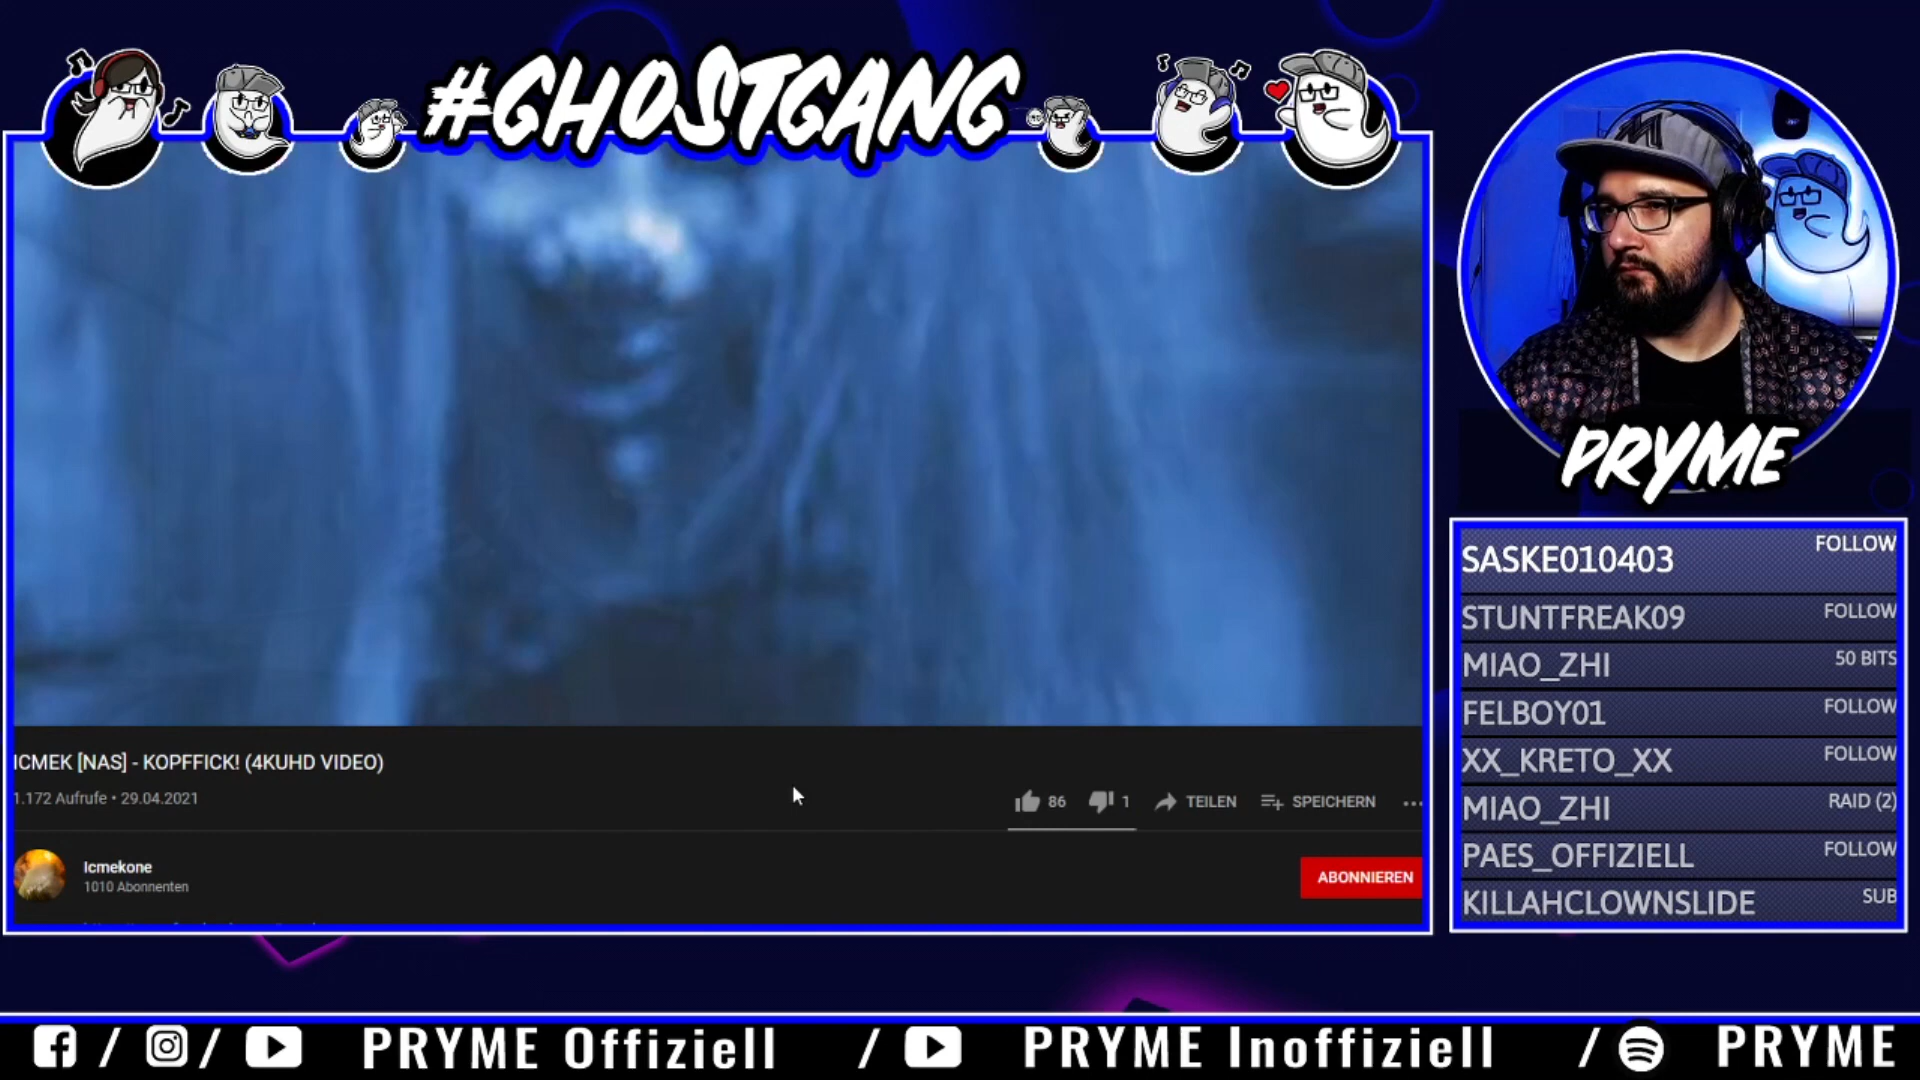 #GHOSTGANG
PRYME
ICMEK [NAS] - KOPFFICK! (4KUHD VIDEO)
1.172 Aufrufe • 29.04.2021
86
1
TEILEN
SPEICHERN
Icmekone
1010 Abonnenten
ABONNIEREN
SASKE010403 FOLLOW
STUNTFREAK09 FOLLOW
MIAO_ZHI 50 BITS
FELBOY01 FOLLOW
XX_KRETO_XX FOLLOW
MIAO_ZHI RAID (2)
PAES_OFFIZIELL FOLLOW
KILLAHCLOWNSLIDE SUB
/ / PRYME Offiziell / PRYME Inoffiziell / PRYME